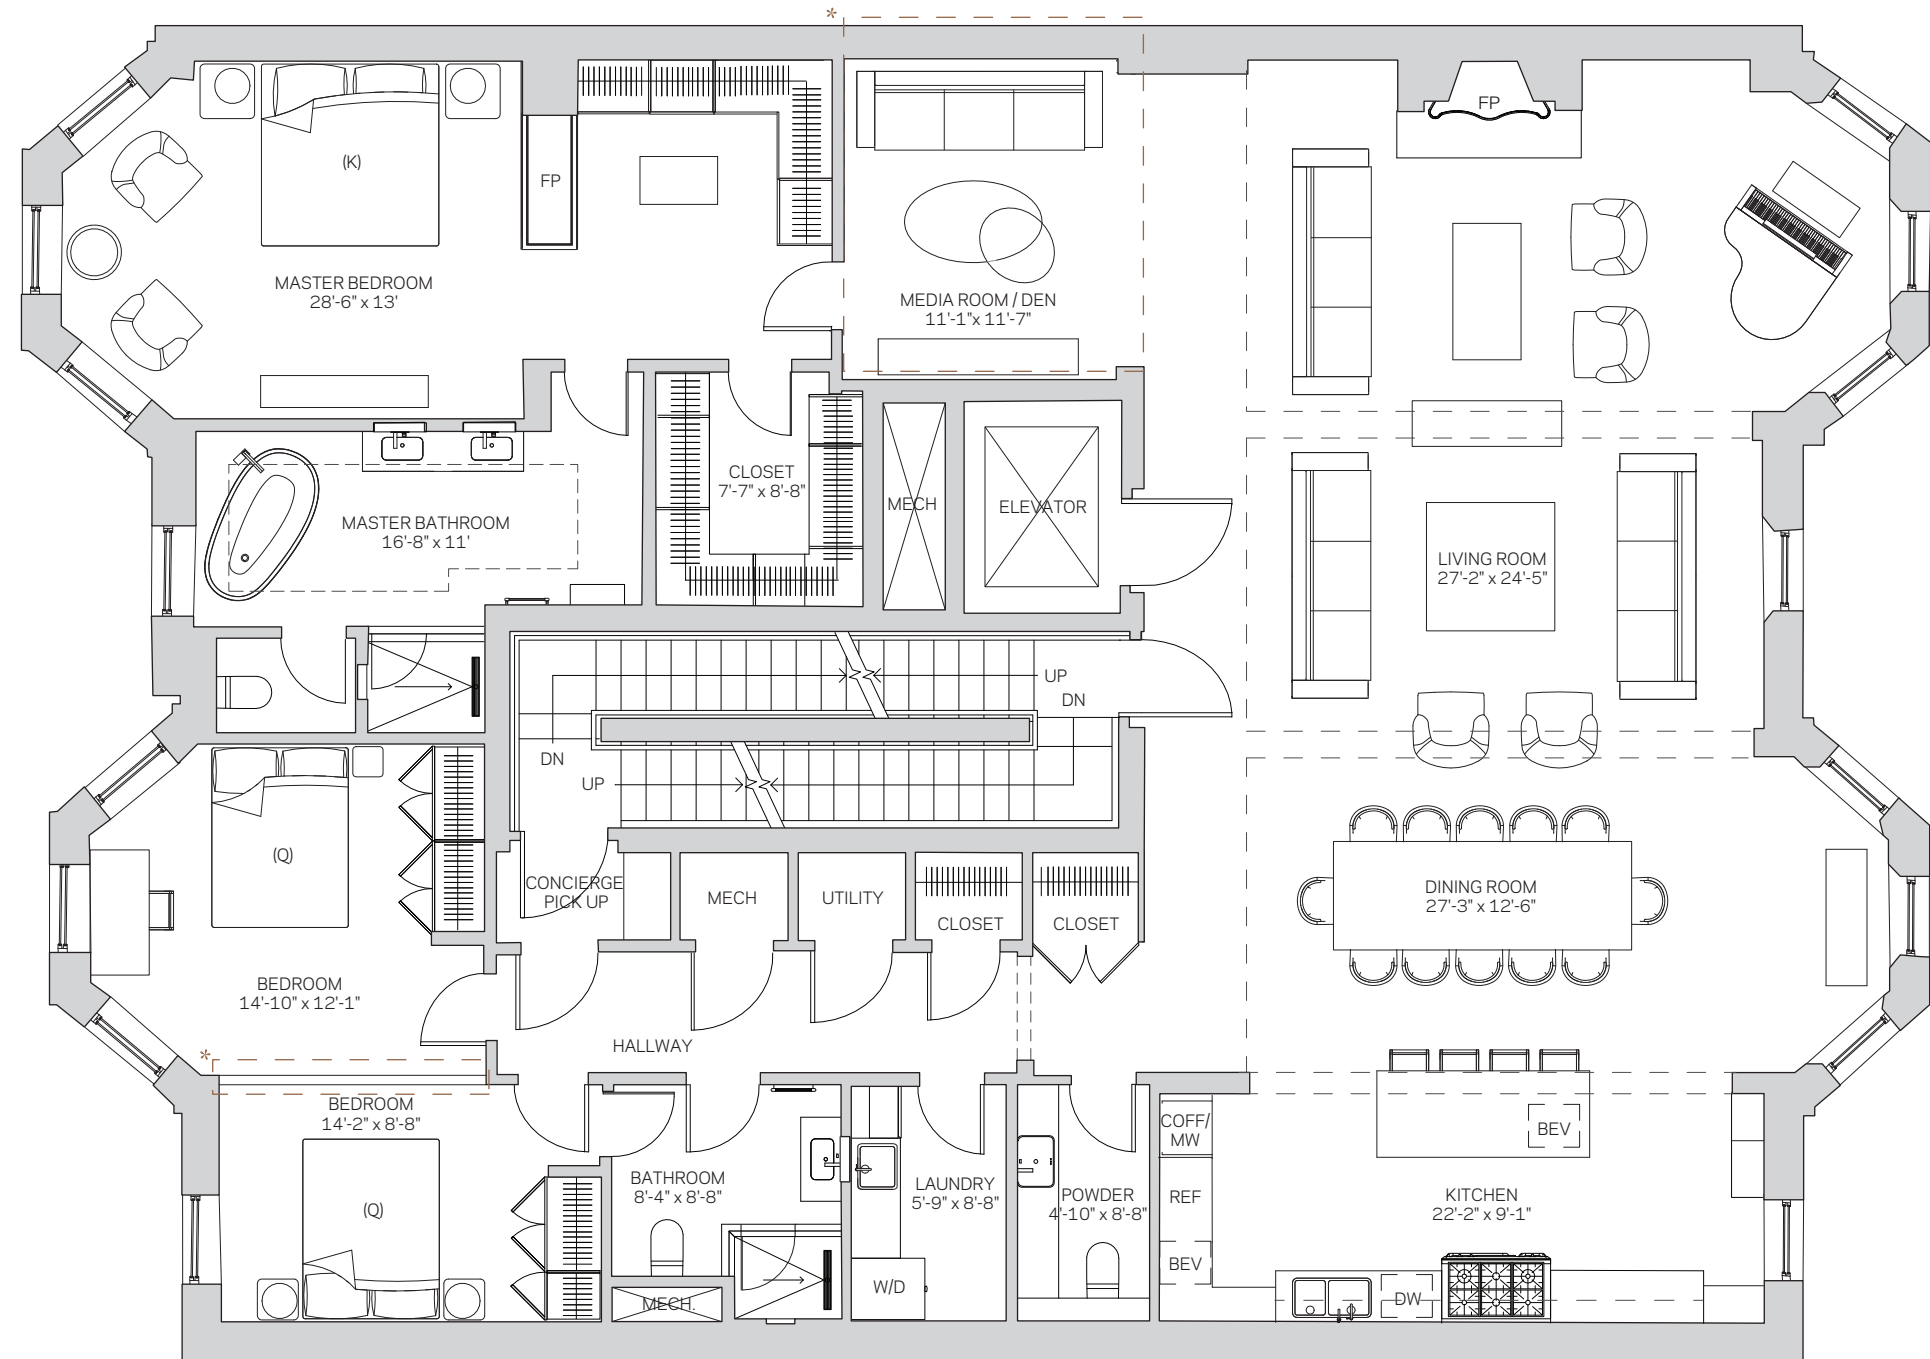 *
FP
(K)
FP
MASTER BEDROOM
28'-6" x 13'
MEDIA ROOM / DEN
11'-1"x 11'-7"
CLOSET
7'-7" x 8'-8"
MECH
ELEVATOR
MASTER BATHROOM
16'-8" x 11'
LIVING ROOM
27'-2" x 24'-5"
UP
DN
DN
UP
(Q)
CONCIERGE
PICK UP
MECH
UTILITY
CLOSET
CLOSET
DINING ROOM
27'-3" x 12'-6"
BEDROOM
14'-10" x 12'-1"
HALLWAY
*
BEDROOM
14'-2" x 8'-8"
COFF/
MW
BEV
BATHROOM
8'-4" x 8'-8"
LAUNDRY
5'-9" x 8'-8"
POWDER
4'-10" x 8'-8"
REF
KITCHEN
22'-2" x 9'-1"
(Q)
BEV
W/D
MECH.
DW